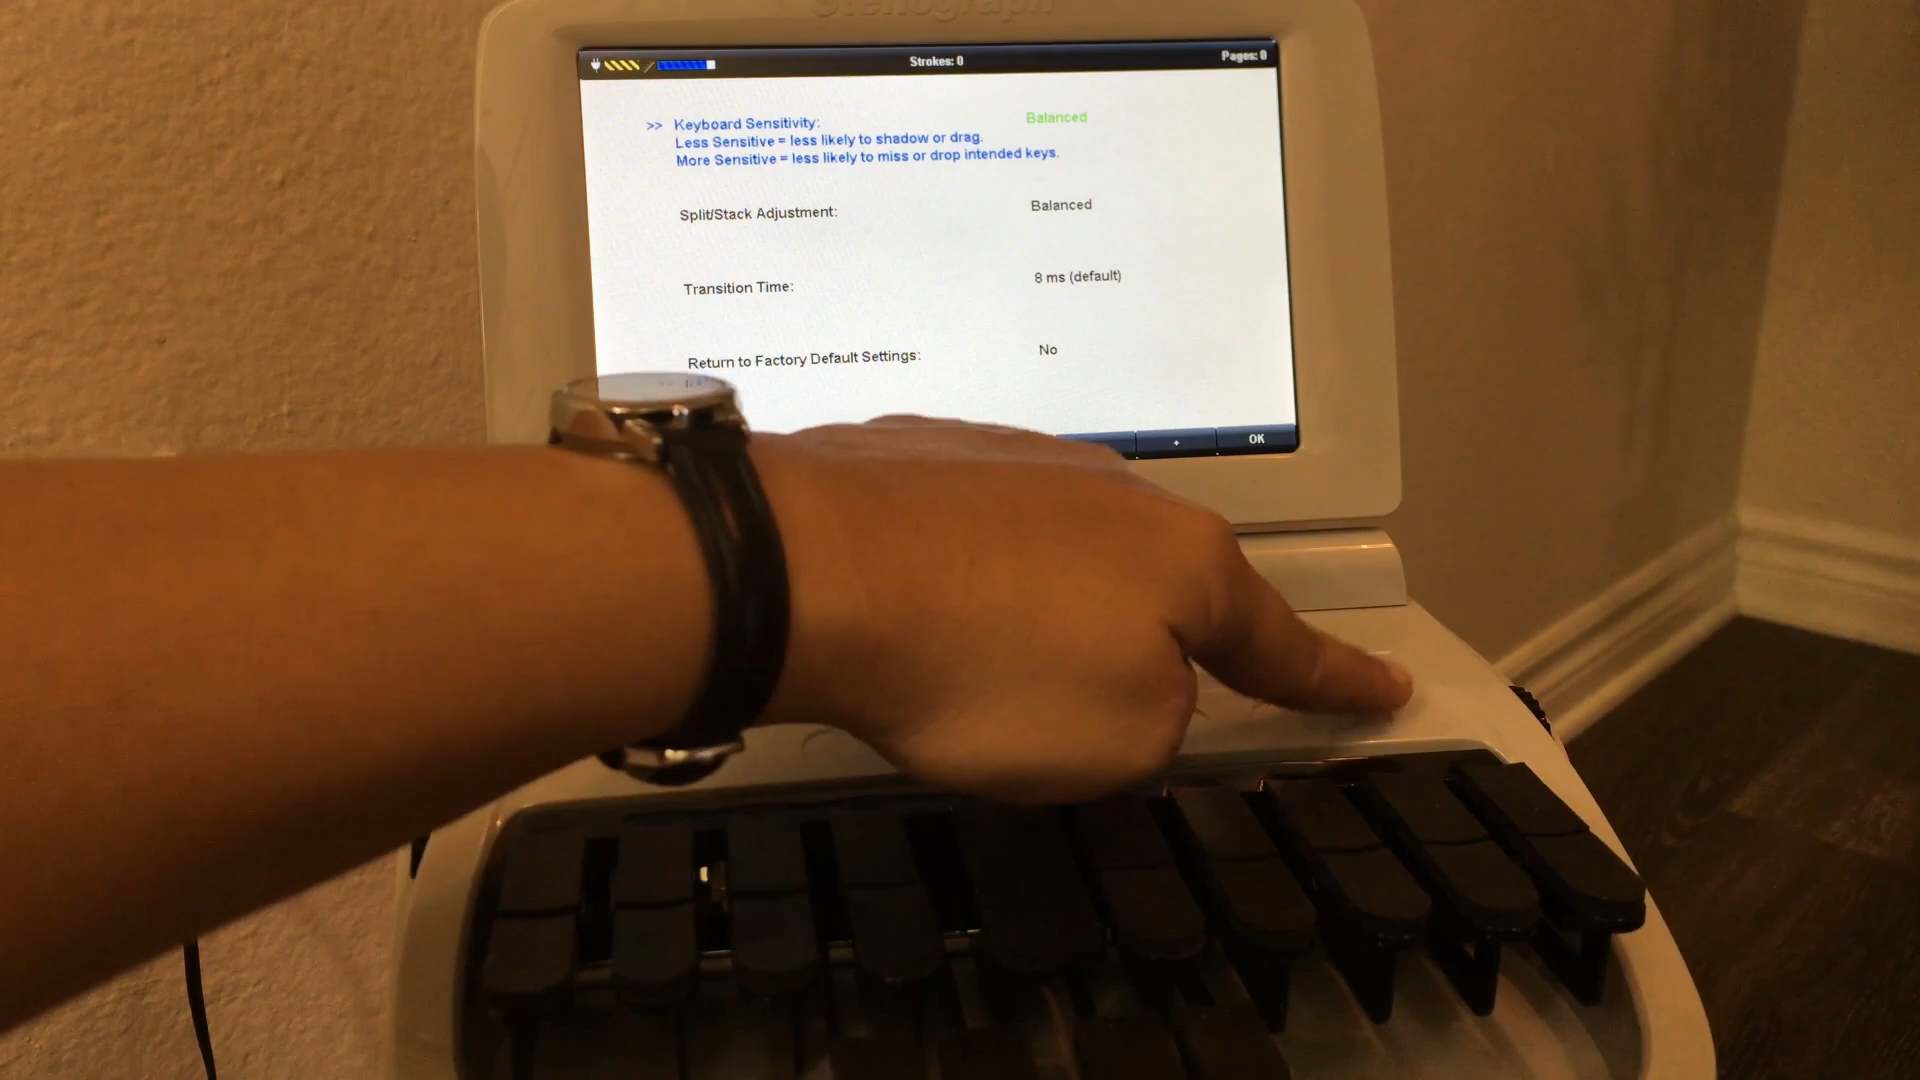 Stenograph
Strokes: 0
Pages: 0
>> Keyboard Sensitivity: Balanced
Less Sensitive = less likely to shadow or drag.
More Sensitive = less likely to miss or drop intended keys.
Split/Stack Adjustment: Balanced
Transition Time: 8 ms (default)
Return to Factory Default Settings: No
+
OK